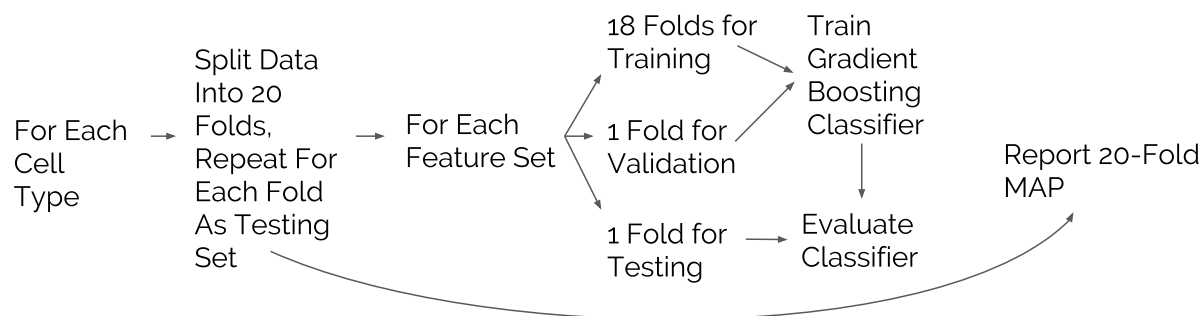 For Each
Cell
Type
Split Data
Into 20
Folds,
Repeat For
Each Fold
As Testing
Set
For Each
Feature Set
18 Folds for
Training
1 Fold for
Validation
1 Fold for
Testing
Train
Gradient
Boosting
Classifier
Evaluate
Classifier
Report 20-Fold
MAP